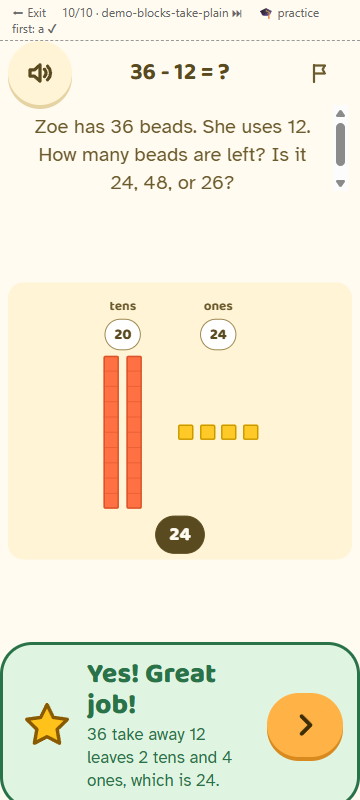 ← Exit 10/10 · demo-blocks-take-plain ⏭ 🎓 practice
first: a ✓
36 - 12 = ?
Zoe has 36 beads. She uses 12.
How many beads are left? Is it
24, 48, or 26?
tens ones
20 24
24
Yes! Great
job!
36 take away 12
leaves 2 tens and 4
ones, which is 24.